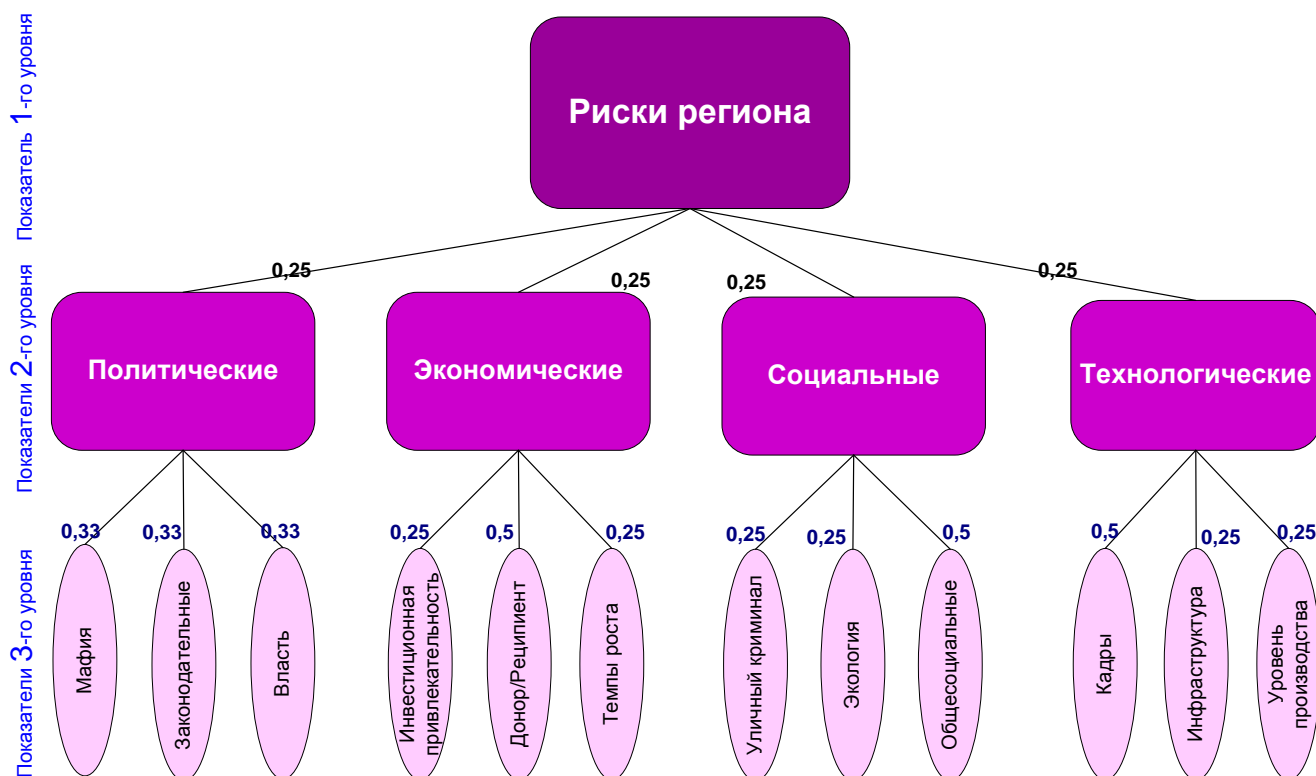 Показатель 1-го уровня
Риски региона
0,25
0,25
0,25
0,25
Показатели 2-го уровня
Политические
Экономические
Социальные
Технологические
0,33
0,33
0,33
0,25
0,5
0,25
0,25
0,25
0,5
0,5
0,25
0,25
Показатели 3-го уровня
Мафия
Законодательные
Власть
Инвестиционная
привлекательность
Донор/Реципиент
Темпы роста
Уличный криминал
Экология
Общесоциальные
Кадры
Инфраструктура
Уровень
производства